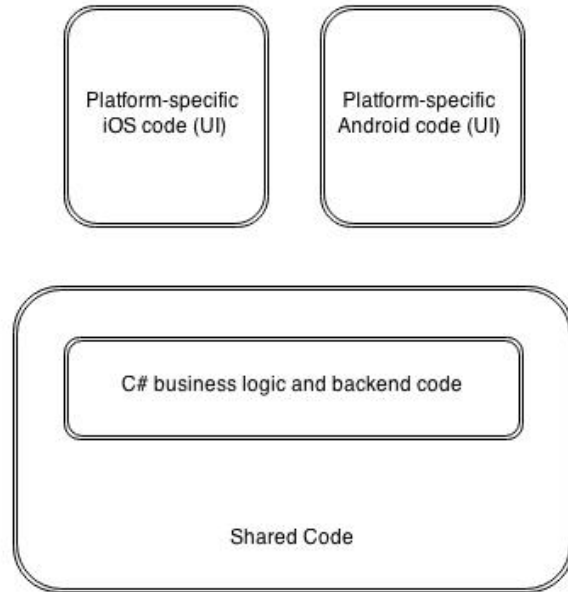 Platform-specific
iOS code (UI)
Platform-specific
Android code (UI)
C# business logic and backend code
Shared Code